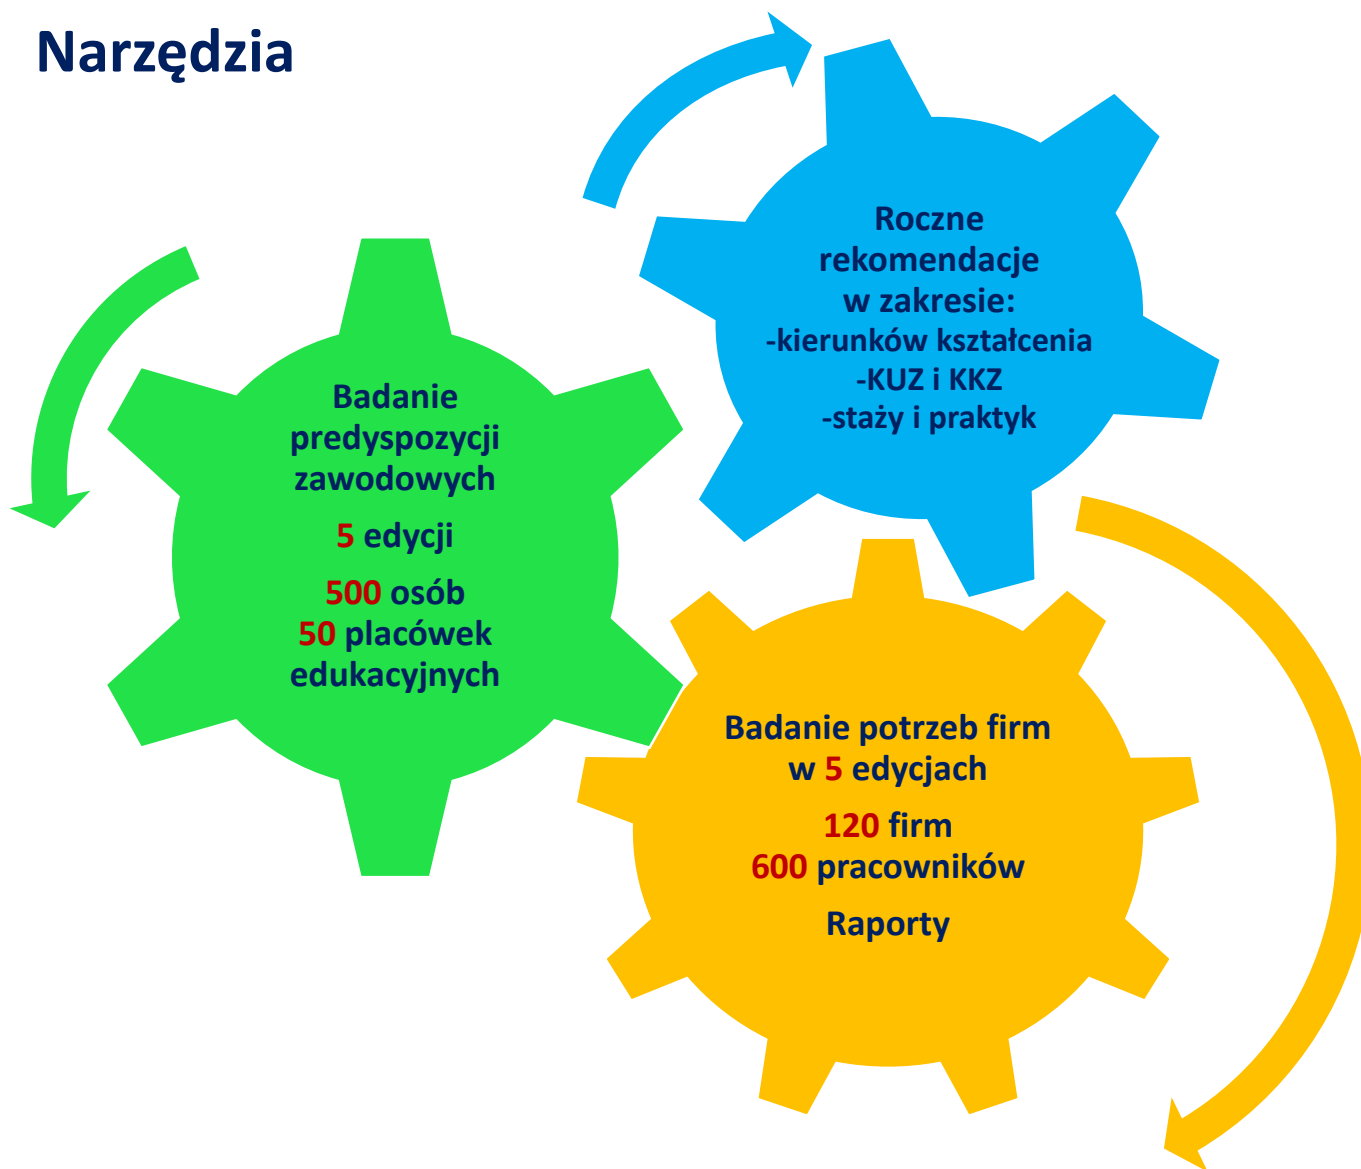 Narzędzia
Roczne
rekomendacje
w zakresie:
-kierunków kształcenia
-KUZ i KKZ
-staży i praktyk
Badanie
predyspozycji
zawodowych
5 edycji
500 osób
50 placówek
edukacyjnych
Badanie potrzeb firm
w 5 edycjach
120 firm
600 pracowników
Raporty